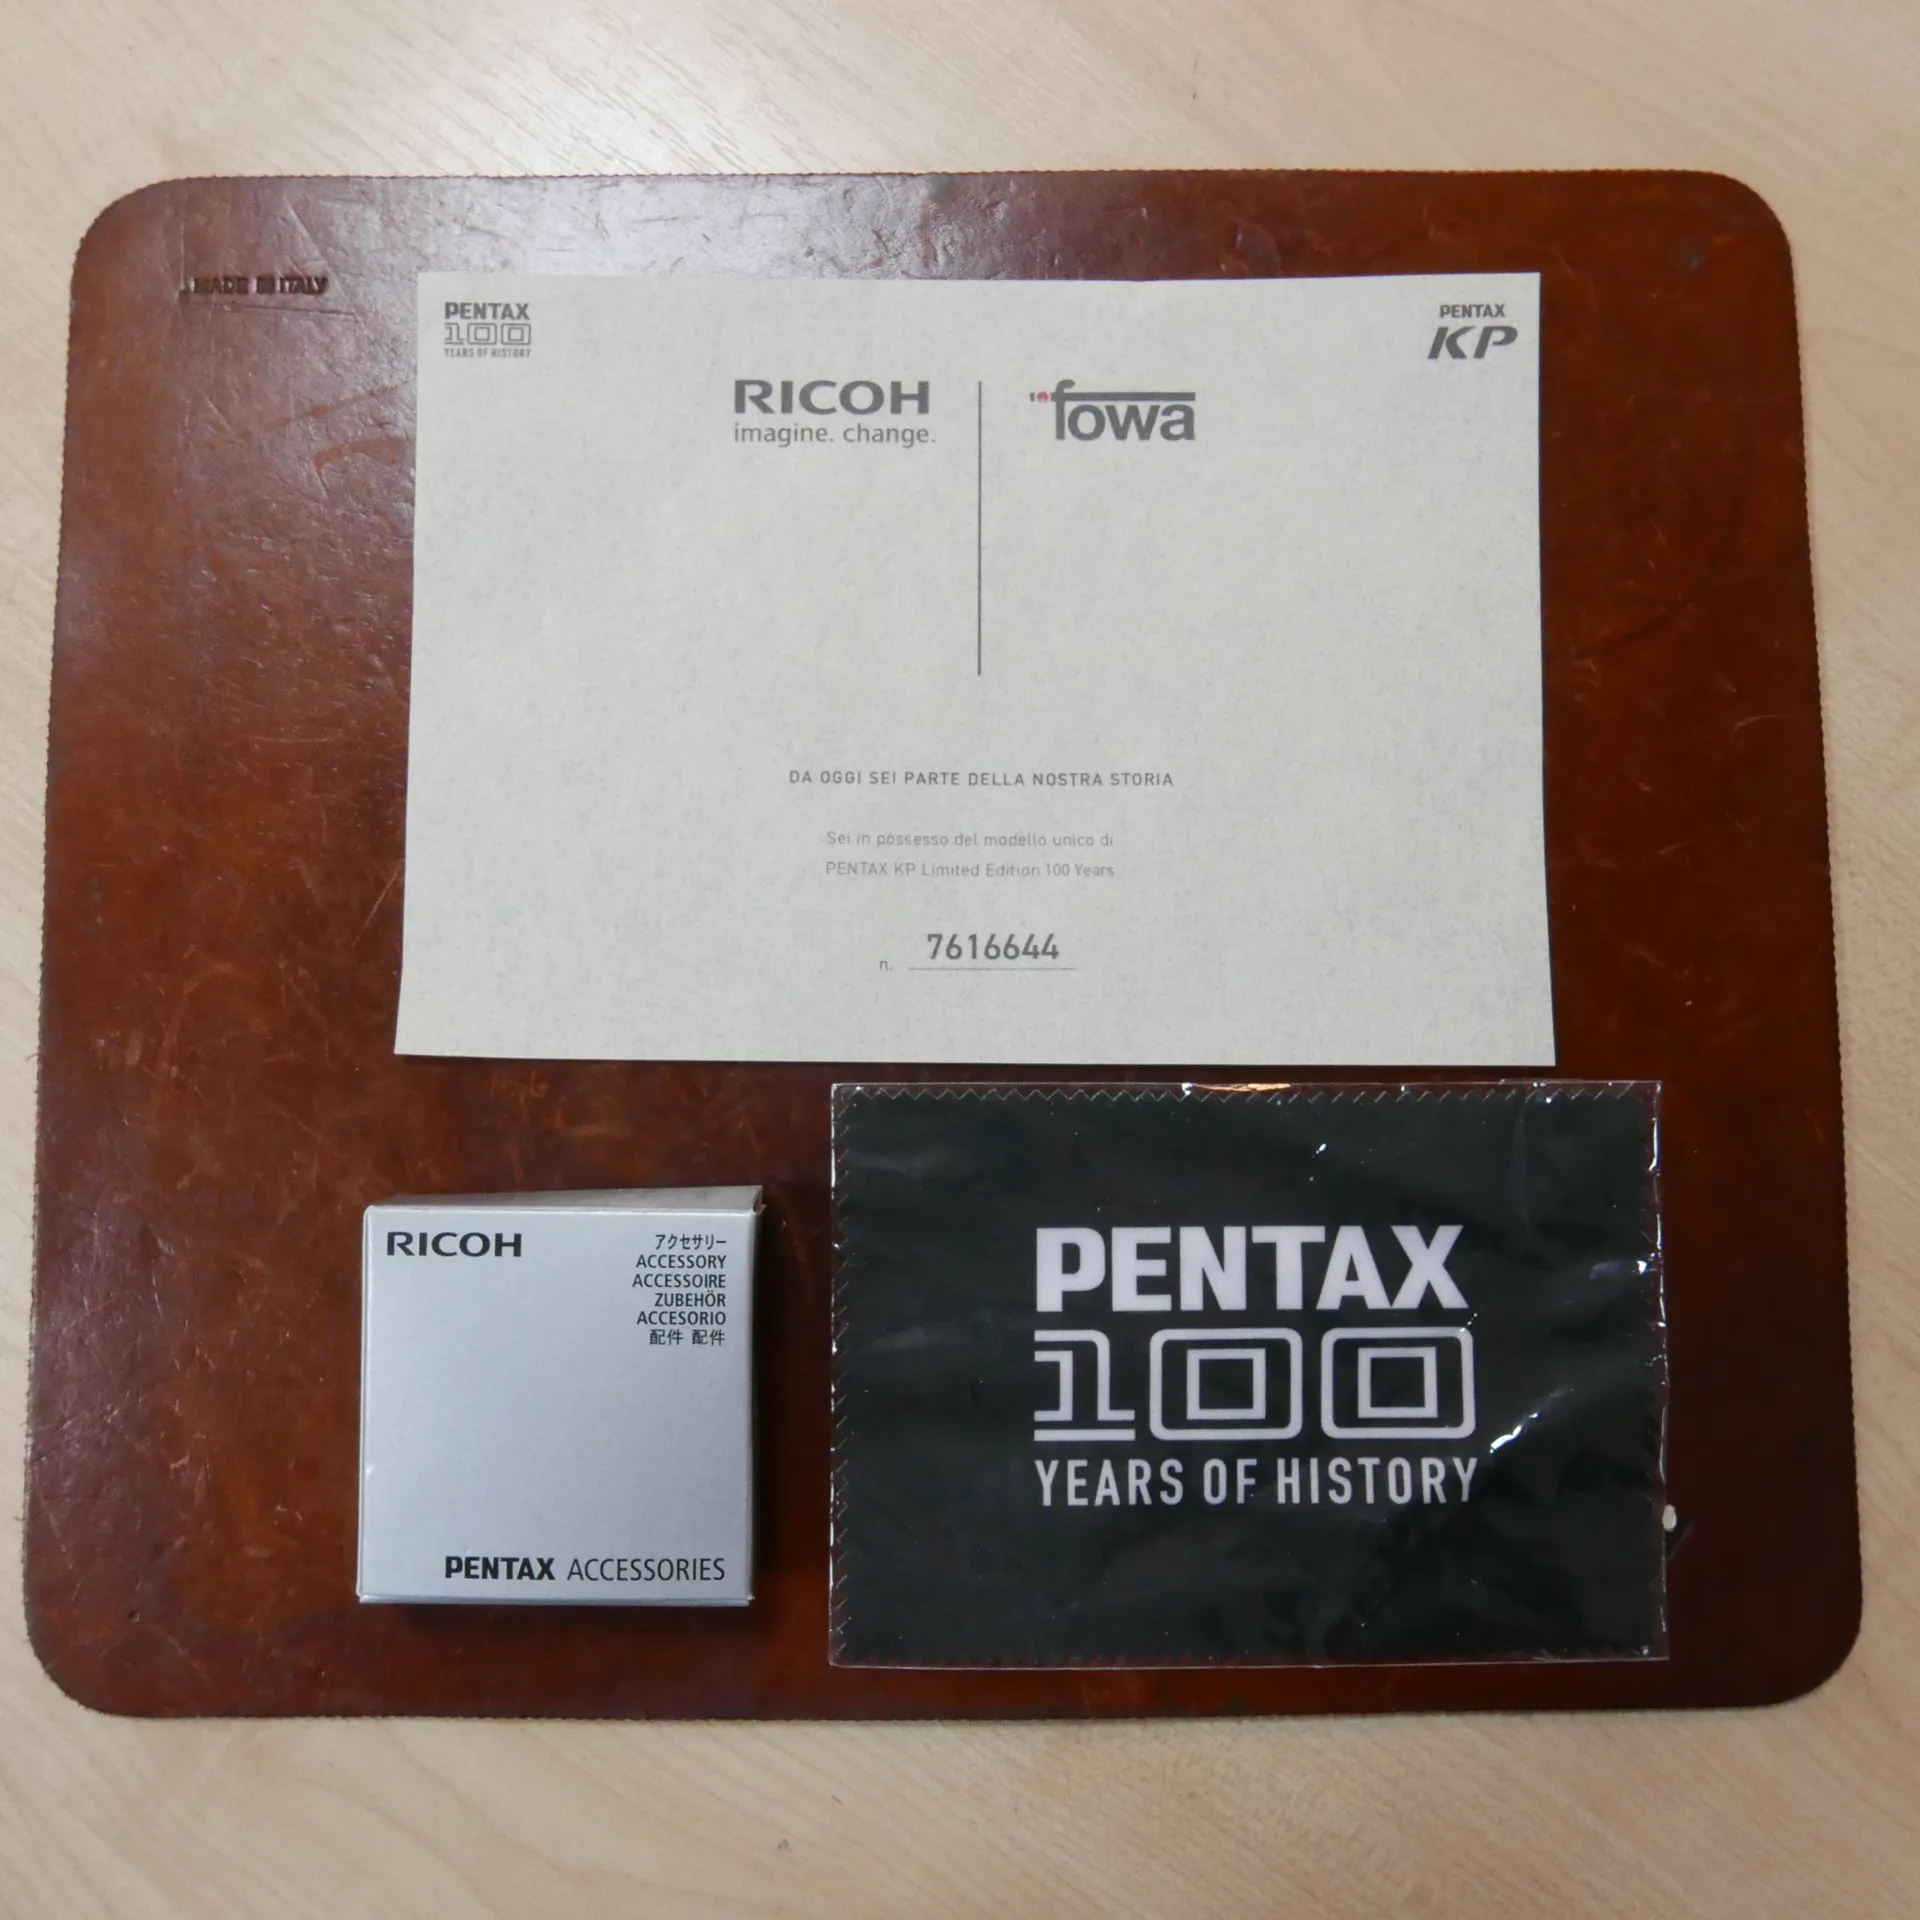 MADE IN ITALY
PENTAX
100
YEARS OF HISTORY
PENTAX
KP
RICOH
imagine. change.
fowa
DA OGGI SEI PARTE DELLA NOSTRA STORIA
Sei in possesso del modello unico di
PENTAX KP Limited Edition 100 Years
n. 7616644
RICOH
アクセサリー
ACCESSORY
ACCESSOIRE
ZUBEHÖR
ACCESORIO
配件 配件
PENTAX ACCESSORIES
PENTAX
100
YEARS OF HISTORY